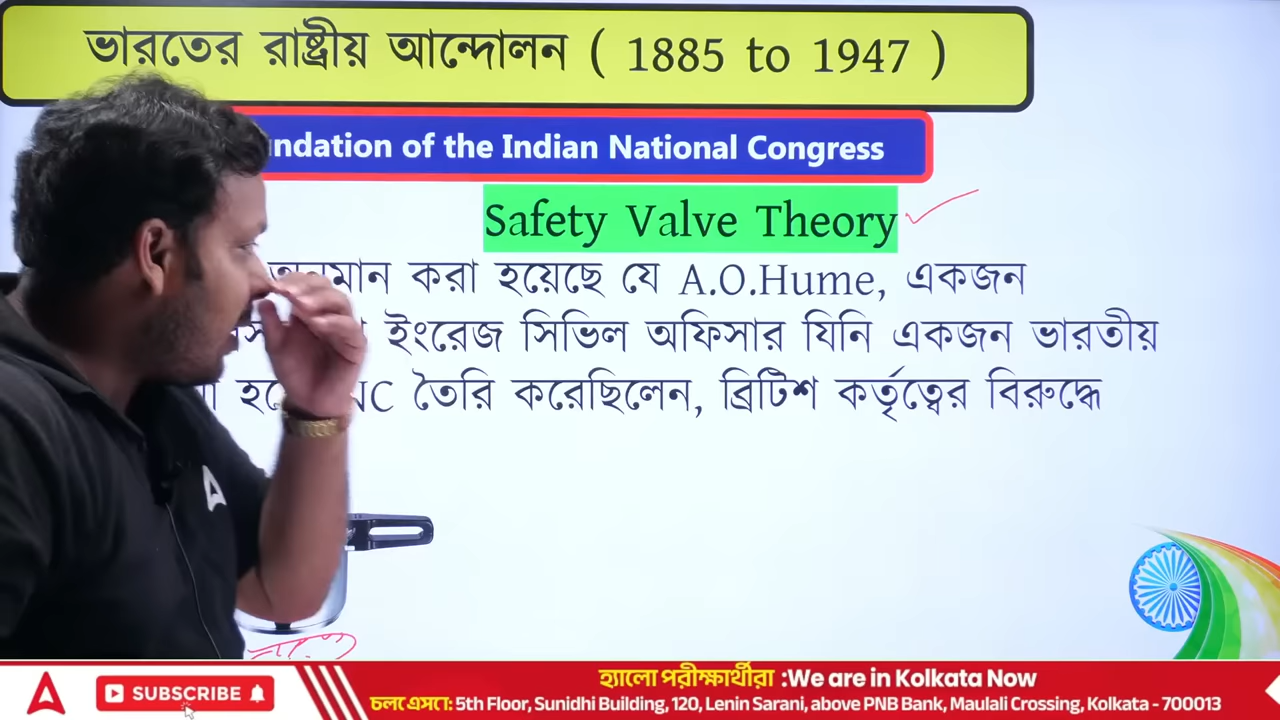 ভারতের রাষ্ট্রীয় আন্দোলন ( 1885 to 1947 )
of the Indian National Congress
Safety Valve Theory
করা হয়েছে যে A.O.Hume, একজন
ইংরেজ সিভিল অফিসার যিনি একজন ভারতীয়
তৈরি করেছিলেন, ব্রিটিশ কর্তৃত্বের বিরুদ্ধে
হ্যালো পরীক্ষার্থীরা :We are in Kolkata Now
SUBSCRIBE
চলে এসো: 5th Floor, Sunidhi Building, 120, Lenin Sarani, above PNB Bank, Maulali Crossing, Kolkata - 700013